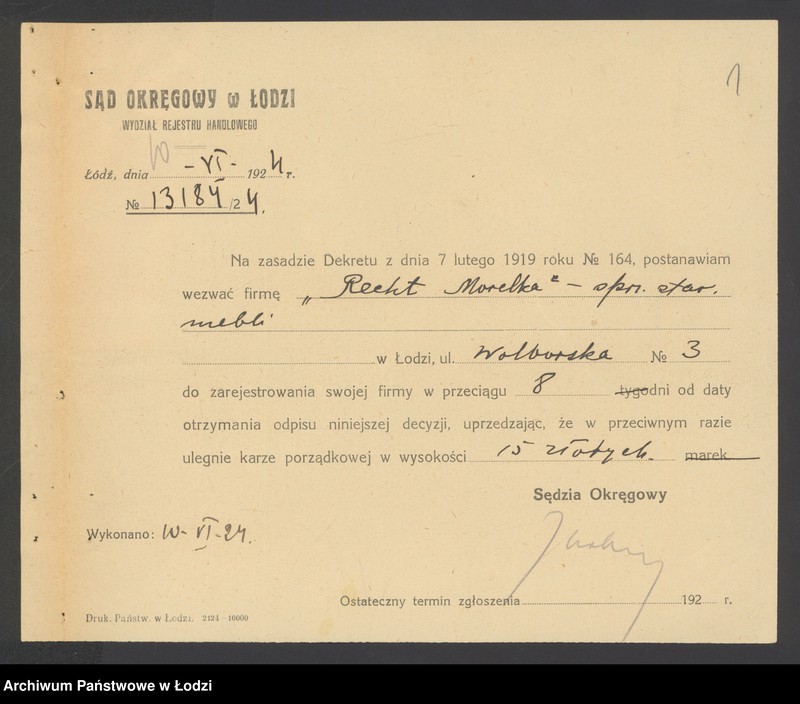 1
SĄD OKRĘGOWY w ŁODZI
WYDZIAŁ REJESTRU HANDLOWEGO
Łódź, dnia 10 - VI - 1924 r.
№ 13184/24.
Na zasadzie Dekretu z dnia 7 lutego 1919 roku № 164, postanawiam
wezwać firmę „Recht Morelka" - sprz. star.
mebli
w Łodzi, ul. Wolborska № 3
do zarejestrowania swojej firmy w przeciągu 8 tygodni od daty
otrzymania odpisu niniejszej decyzji, uprzedzając, że w przeciwnym razie
ulegnie karze porządkowej w wysokości 15 złotych. marek
Sędzia Okręgowy
Wykonano: 10 - VI - 24.
Ostateczny termin zgłoszenia 192 r.
Druk. Państw. w Łodzi. 2124-10000
Archiwum Państwowe w Łodzi